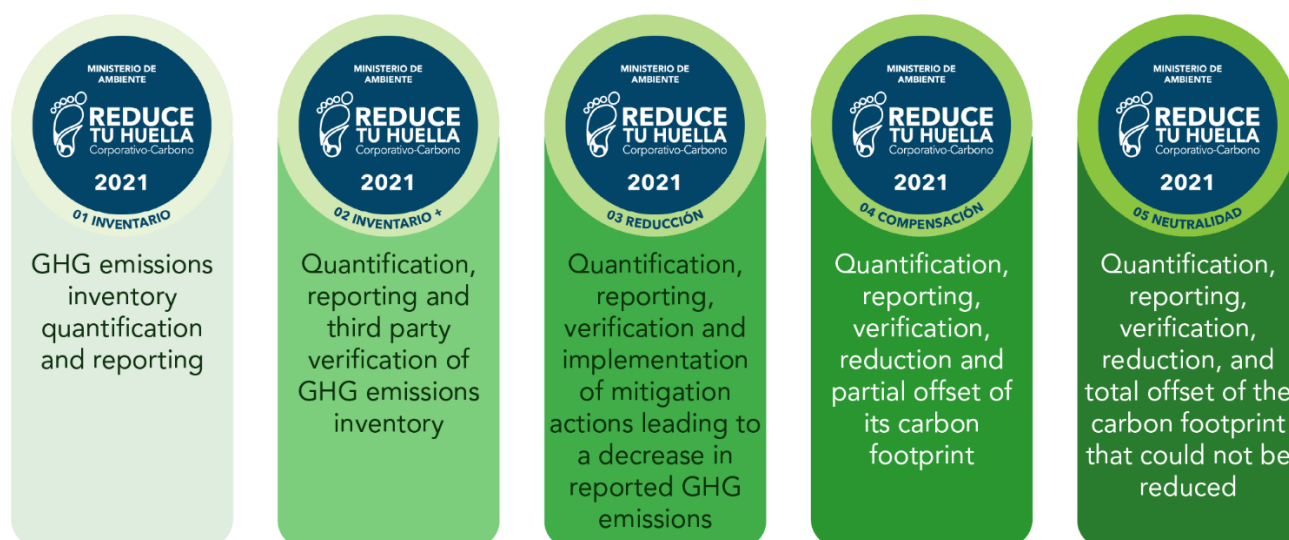 MINISTERIO DE
AMBIENTE
REDUCE
TU HUELLA
Corporativo-Carbono
2021
01 INVENTARIO
GHG emissions
inventory
quantification
and reporting
MINISTERIO DE
AMBIENTE
REDUCE
TU HUELLA
Corporativo-Carbono
2021
02 INVENTARIO +
Quantification,
reporting and
third party
verification of
GHG emissions
inventory
MINISTERIO DE
AMBIENTE
REDUCE
TU HUELLA
Corporativo-Carbono
2021
03 REDUCCIÓN
Quantification,
reporting,
verification and
implementation
of mitigation
actions leading to
a decrease in
reported GHG
emissions
MINISTERIO DE
AMBIENTE
REDUCE
TU HUELLA
Corporativo-Carbono
2021
04 COMPENSACIÓN
Quantification,
reporting,
verification,
reduction and
partial offset of
its carbon
footprint
MINISTERIO DE
AMBIENTE
REDUCE
TU HUELLA
Corporativo-Carbono
2021
05 NEUTRALIDAD
Quantification,
reporting,
verification,
reduction, and
total offset of the
carbon footprint
that could not be
reduced